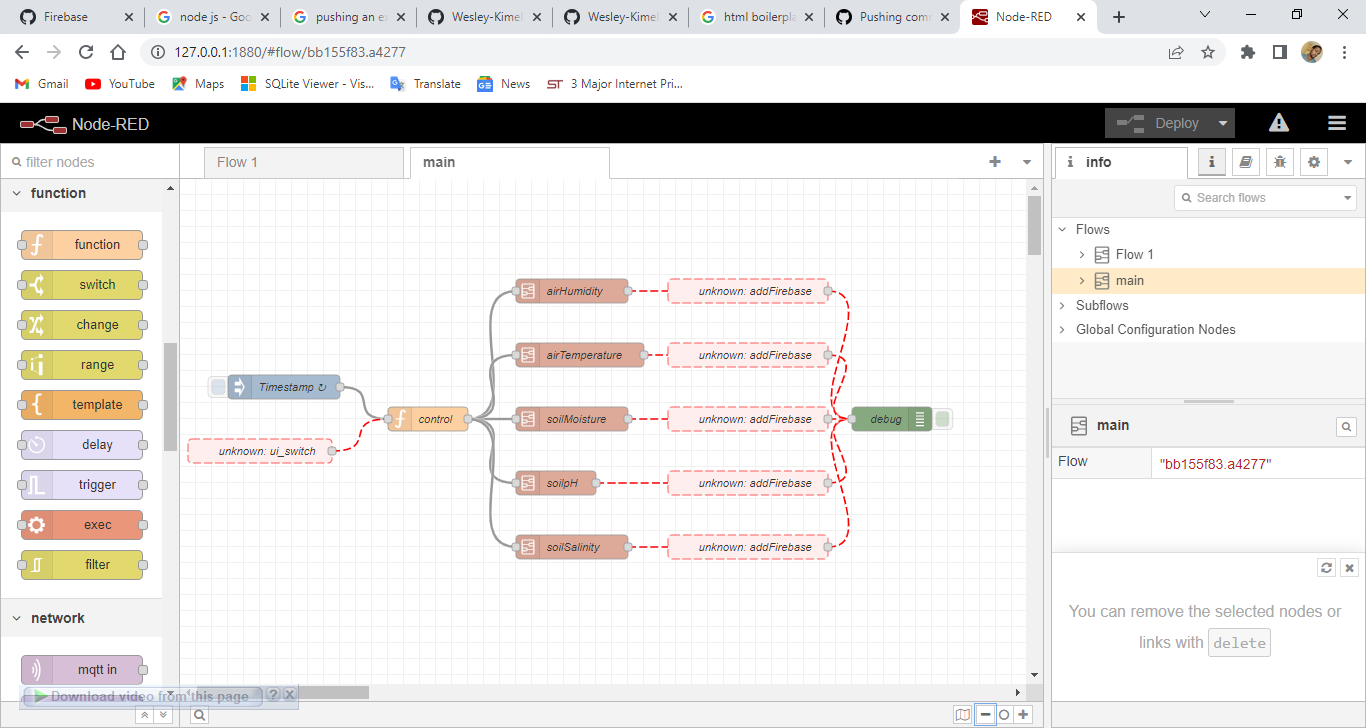 Firebase
node js - Goo
pushing an ex
Wesley-Kimel
Wesley-Kimel
html boilerpla
Pushing comm
Node-RED
127.0.0.1:1880/#flow/bb155f83.a4277
Gmail
YouTube
Maps
SQLite Viewer - Vis...
Translate
News
ST 3 Major Internet Pri...
Node-RED
Deploy
filter nodes
Flow 1
main
info
Search flows
function
function
switch
change
range
template
delay
trigger
exec
filter
network
mqtt in
Timestamp ↻
unknown: ui_switch
control
airHumidity
unknown: addFirebase
airTemperature
unknown: addFirebase
soilMoisture
unknown: addFirebase
debug
soilpH
unknown: addFirebase
soilSalinity
unknown: addFirebase
Flows
Flow 1
main
Subflows
Global Configuration Nodes
main
Flow
"bb155f83.a4277"
You can remove the selected nodes or
links with delete
Download video from this page ? X